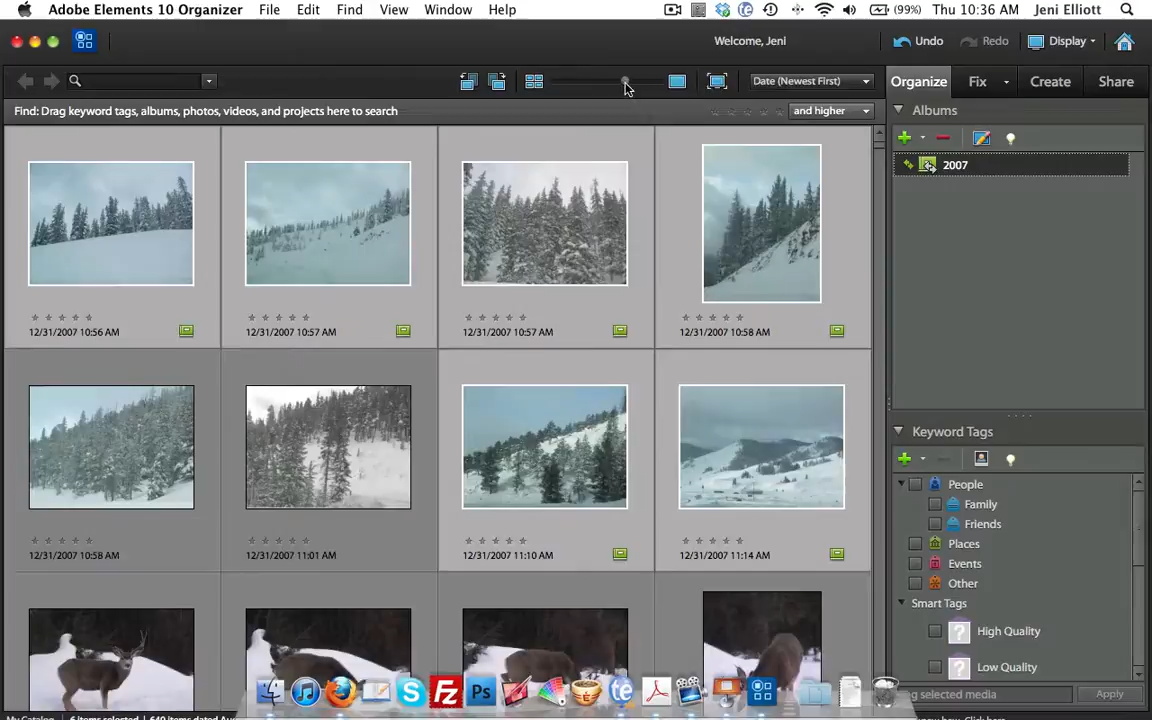 Adobe Elements 10 Organizer File Edit Find View Window Help (99%) Thu 10:36 AM Jeni Elliott
Welcome, Jeni Undo Redo Display
Date (Newest First) Organize Fix Create Share
Find: Drag keyword tags, albums, photos, videos, and projects here to search and higher
Albums
2007
12/31/2007 10:56 AM 12/31/2007 10:57 AM 12/31/2007 10:57 AM 12/31/2007 10:58 AM
Keyword Tags
People
Family
Friends
Places
Events
Other
12/31/2007 10:58 AM 12/31/2007 11:01 AM 12/31/2007 11:10 AM 12/31/2007 11:14 AM
Smart Tags
High Quality
Low Quality
selected media Apply